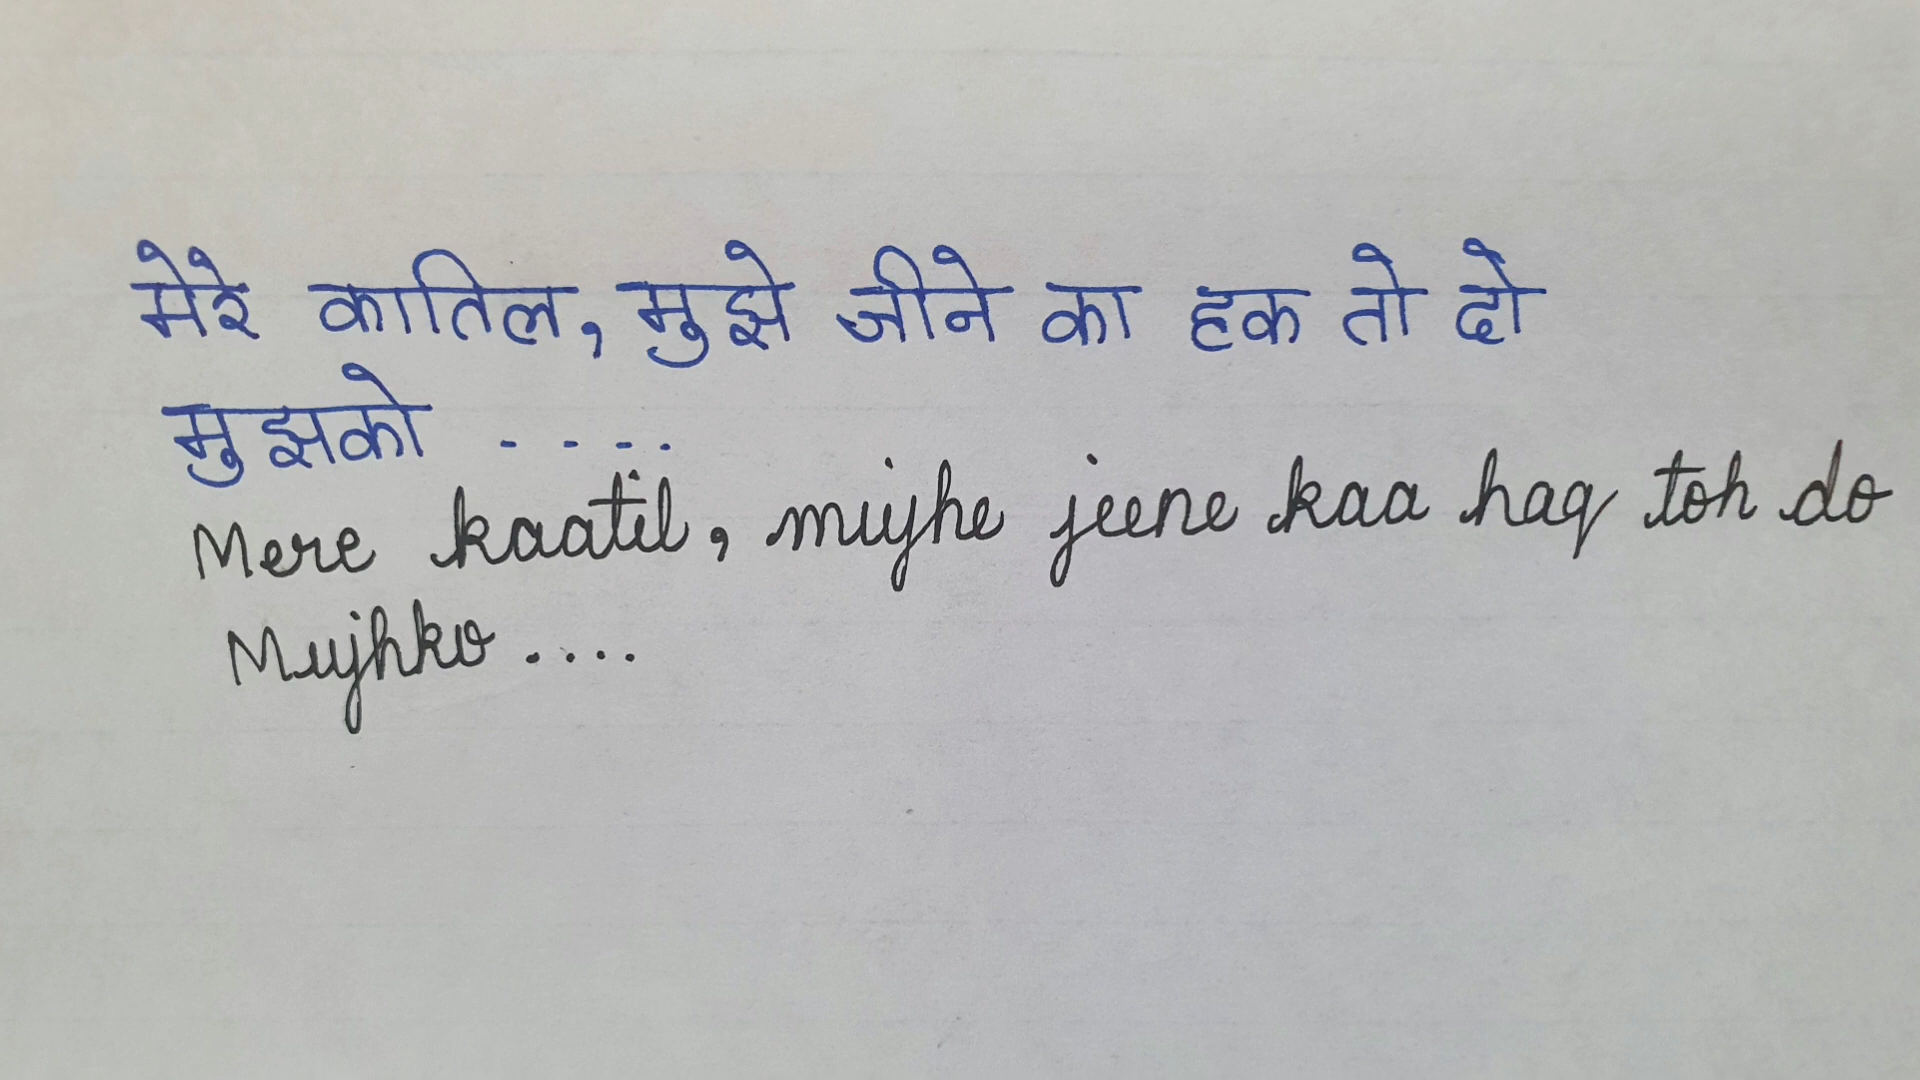 मेरे कातिल, मुझे जीने का हक तो दो
मुझको ....
Mere kaatil, mujhe jeene kaa haq toh do
Mujhko ....